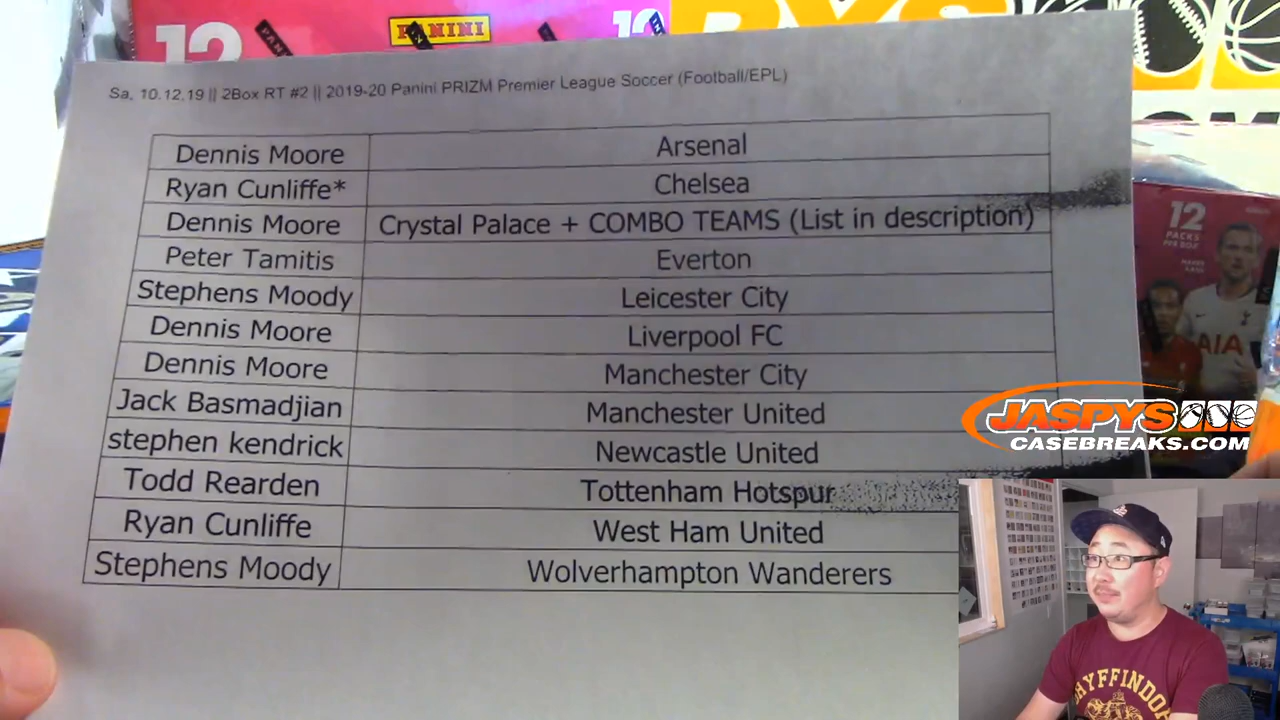 12 PANINI 12
Sa, 10.12.19 || 2Box RT #2 || 2019-20 Panini PRIZM Premier League Soccer (Football/EPL)
Dennis Moore Arsenal
Ryan Cunliffe* Chelsea
Dennis Moore Crystal Palace + COMBO TEAMS (List in description)
Peter Tamitis Everton
Stephens Moody Leicester City
Dennis Moore Liverpool FC
Dennis Moore Manchester City
Jack Basmadjian Manchester United
stephen kendrick Newcastle United
Todd Rearden Tottenham Hotspur
Ryan Cunliffe West Ham United
Stephens Moody Wolverhampton Wanderers
12
PACKS
PER BOX
AIA
JASPYS
CASEBREAKS.COM